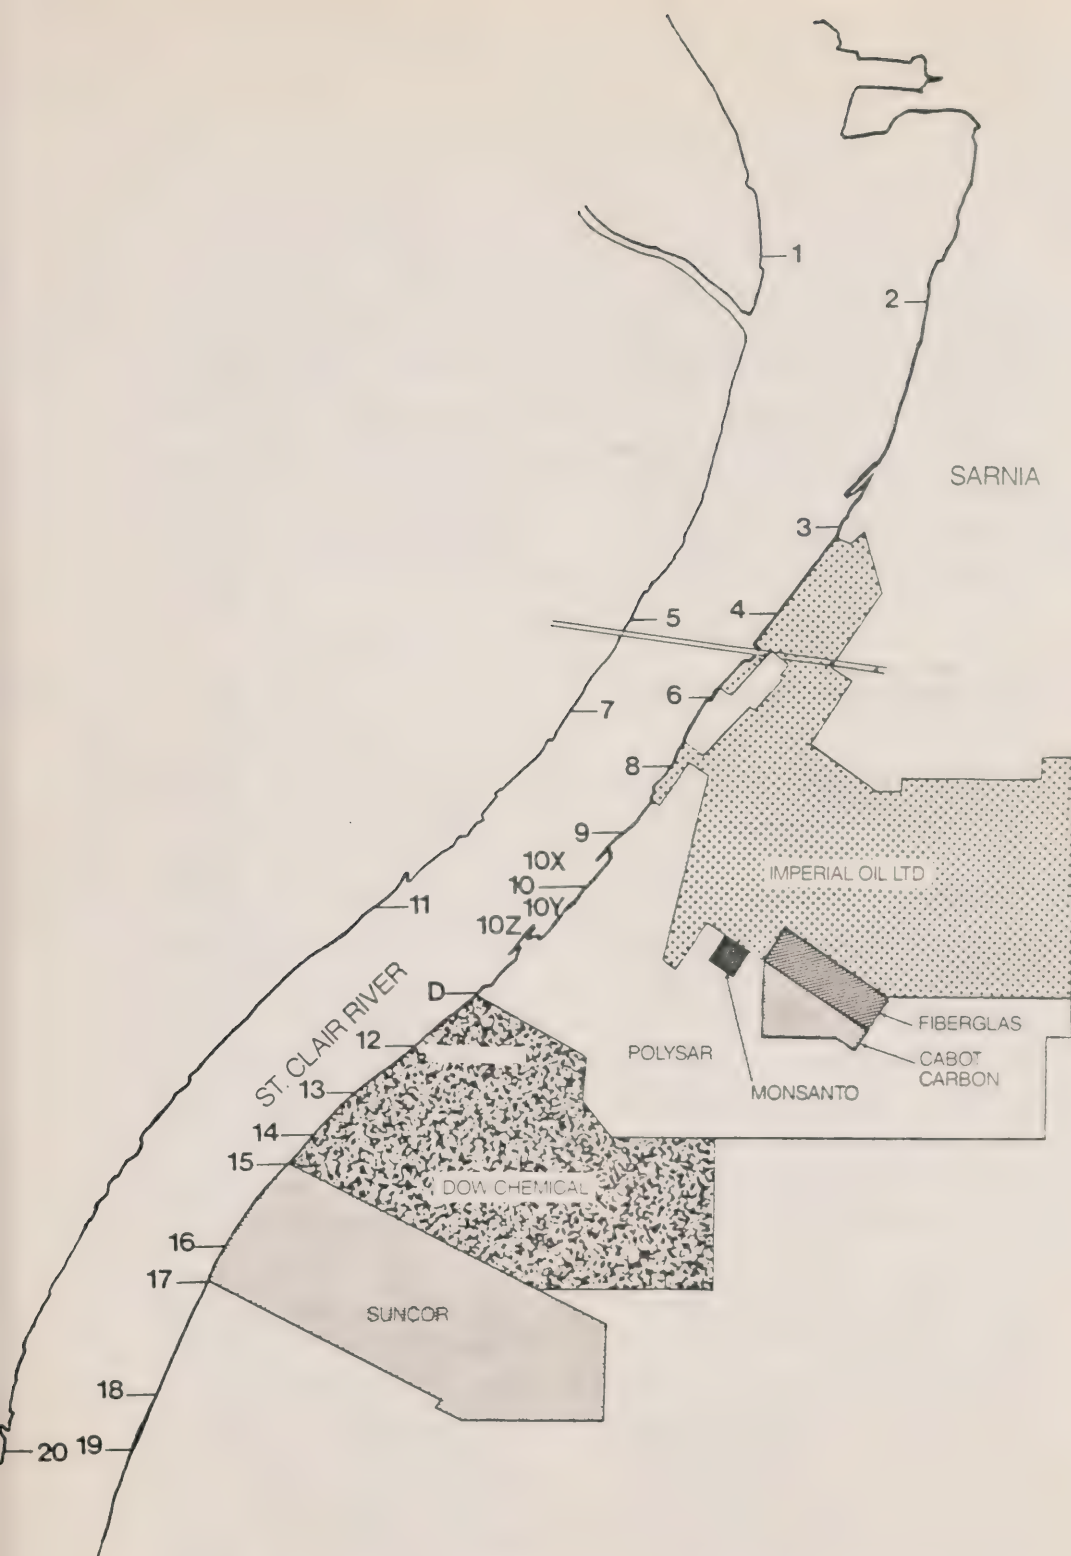 1
2
SARNIA
3
4
5
6
7
8
9
10X
10
10Y
10Z
11
IMPERIAL OIL LTD
D
ST. CLAIR RIVER
12
13
14
15
POLYSAR
FIBERGLAS
CABOT
CARBON
MONSANTO
DOW CHEMICAL
16
17
SUNCOR
18
19
20